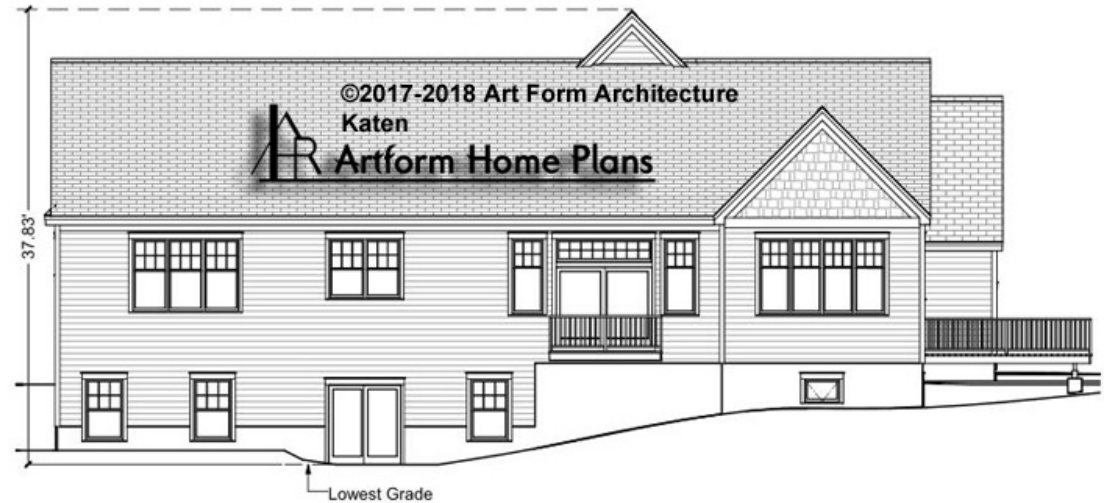 ©2017-2018 Art Form Architecture
Katen
Artform Home Plans
37.83'
Lowest Grade